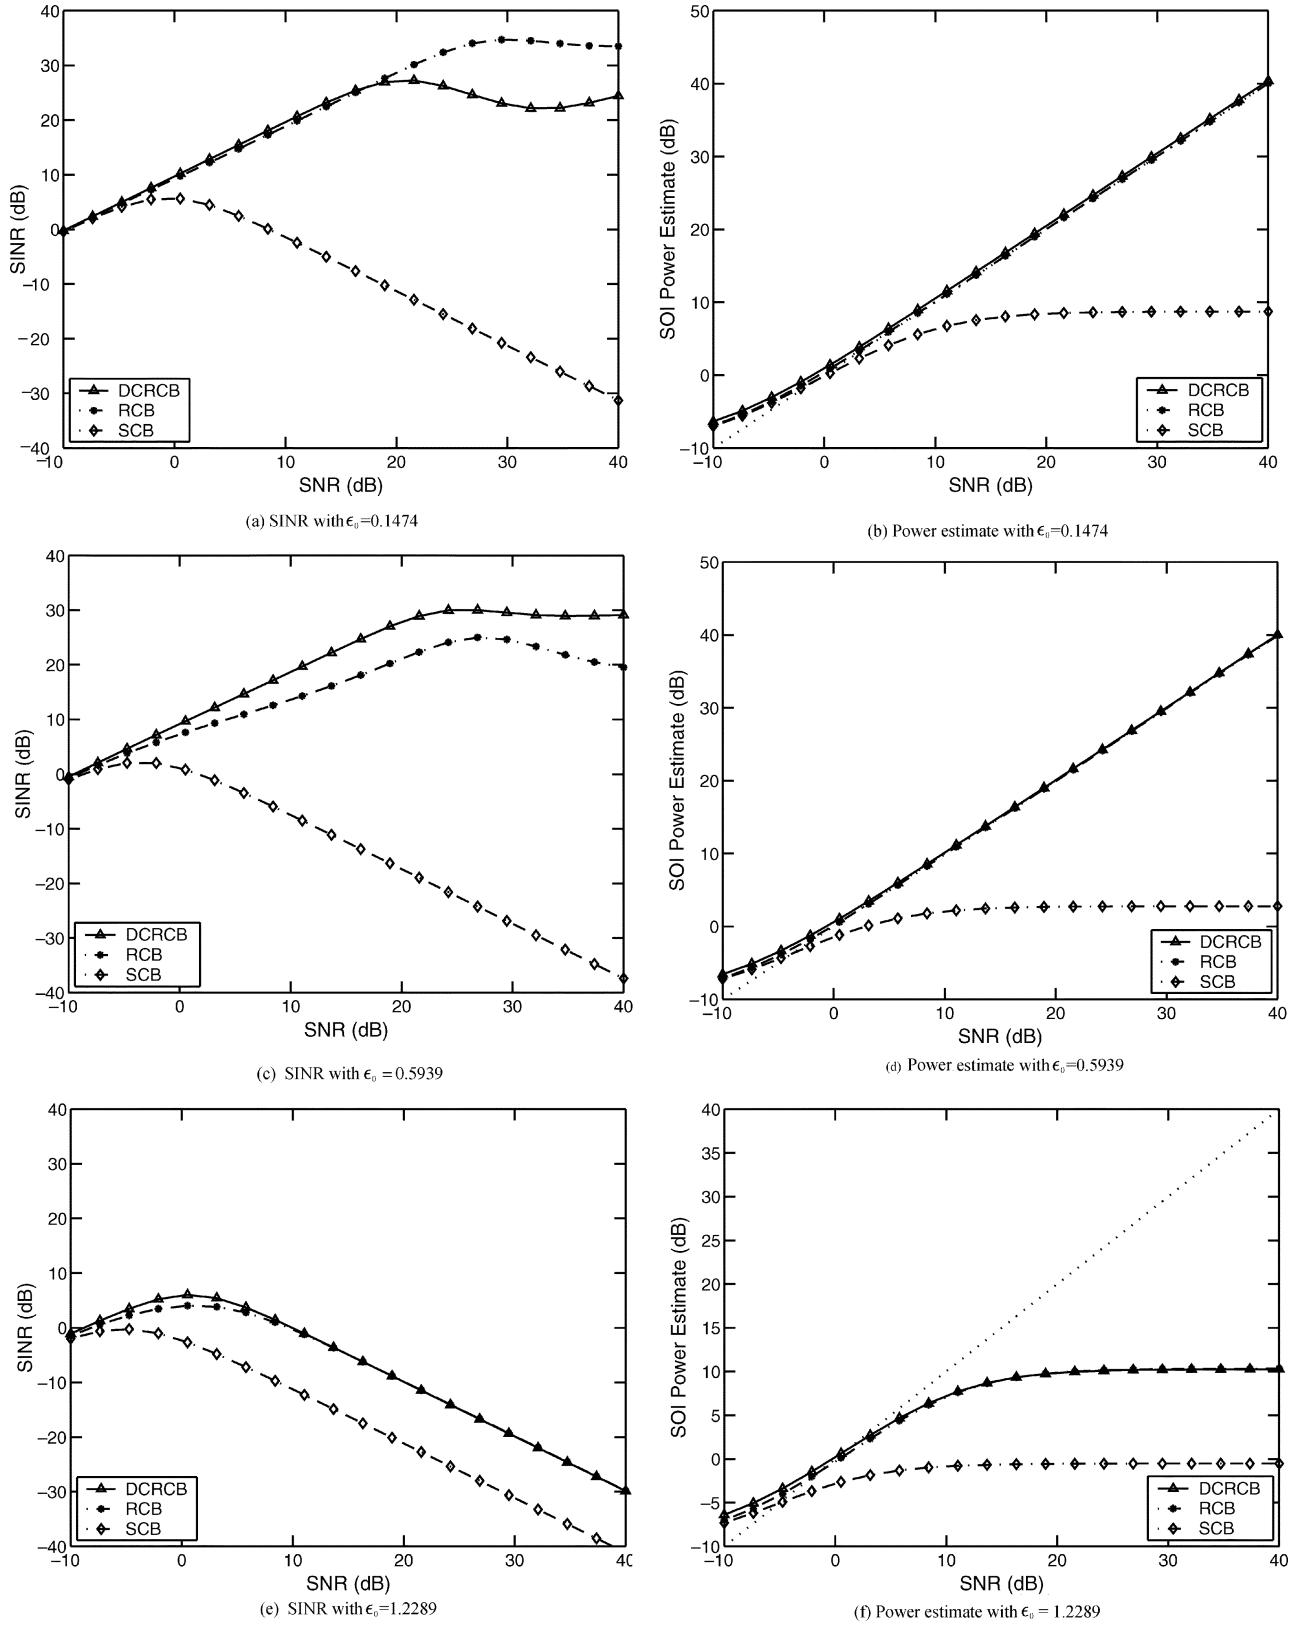 40
30
20
10
0
−10
−20
−30
−40
SINR (dB)
DCRCB
RCB
SCB
−10 0 10 20 30 40
SNR (dB)
(a) SINR with ϵ₀=0.1474
50
40
30
20
10
0
−10
SOI Power Estimate (dB)
DCRCB
RCB
SCB
−10 0 10 20 30 40
SNR (dB)
(b) Power estimate with ϵ₀=0.1474
40
30
20
10
0
−10
−20
−30
−40
SINR (dB)
DCRCB
RCB
SCB
−10 0 10 20 30 40
SNR (dB)
(c) SINR with ϵ₀ = 0.5939
50
40
30
20
10
0
−10
SOI Power Estimate (dB)
DCRCB
RCB
SCB
−10 0 10 20 30 40
SNR (dB)
(d) Power estimate with ϵ₀=0.5939
40
30
20
10
0
−10
−20
−30
−40
SINR (dB)
DCRCB
RCB
SCB
−10 0 10 20 30 40
SNR (dB)
(e) SINR with ϵ₀=1.2289
40
35
30
25
20
15
10
5
0
−5
−10
SOI Power Estimate (dB)
DCRCB
RCB
SCB
−10 0 10 20 30 40
SNR (dB)
(f) Power estimate with ϵ₀ = 1.2289